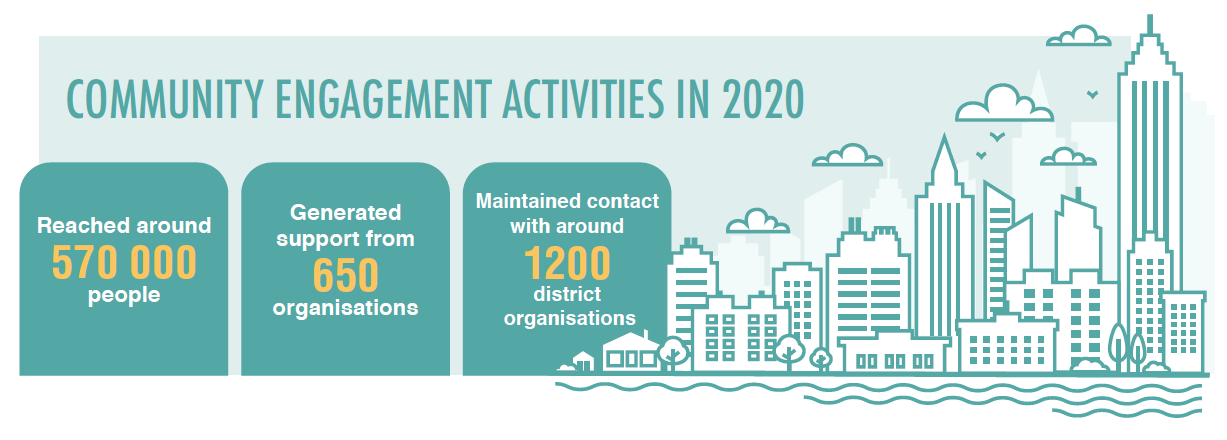 COMMUNITY ENGAGEMENT ACTIVITIES IN 2020
Reached around
570 000
people
Generated
support from
650
organisations
Maintained contact
with around
1200
district
organisations